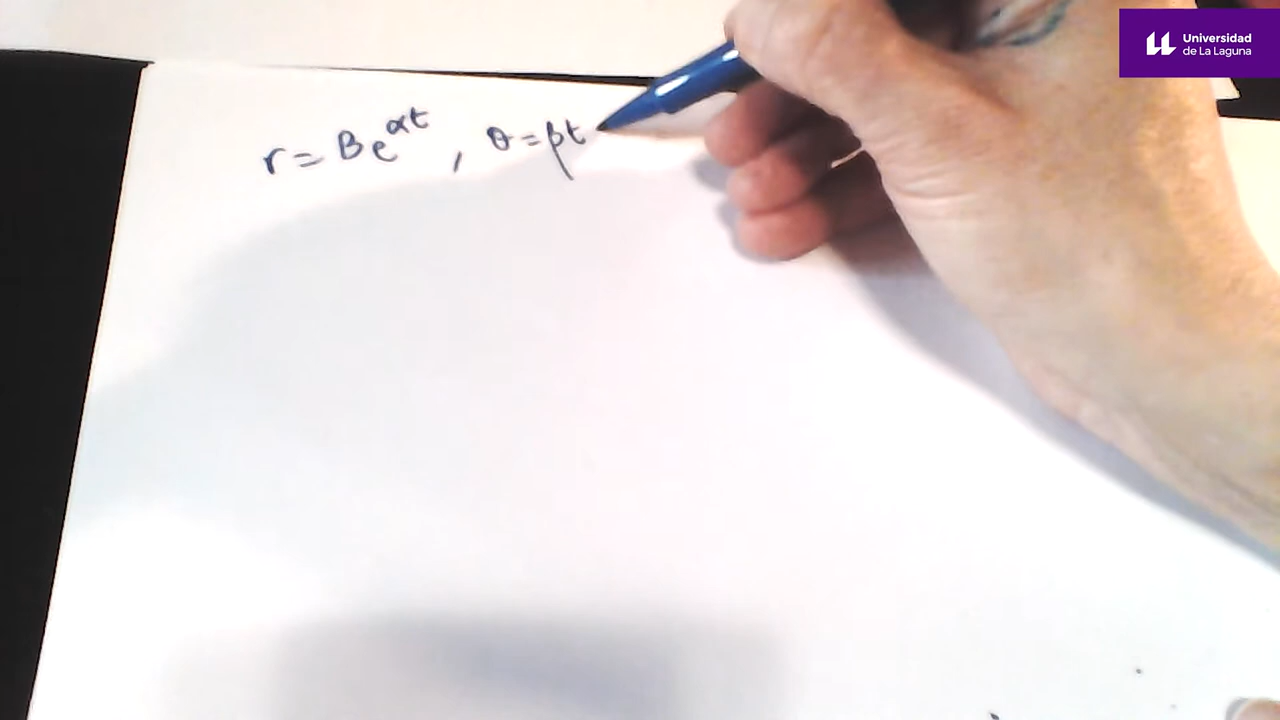 Universidad
de La Laguna
r = Be^{αt}, θ = βt